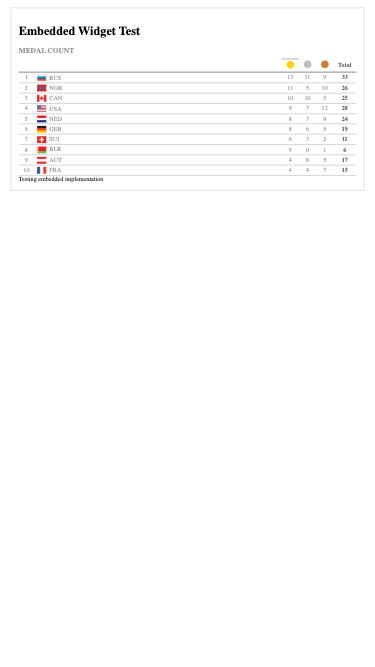 Embedded Widget Test
MEDAL COUNT
Total
1 RUS 13 11 9 33
2 NOR 11 5 10 26
3 CAN 10 10 5 25
4 USA 9 7 12 28
5 NED 8 7 9 24
6 GER 8 6 5 19
7 SUI 6 3 2 11
8 BLR 5 0 1 6
9 AUT 4 8 5 17
10 FRA 4 4 7 15
Testing embedded implementation